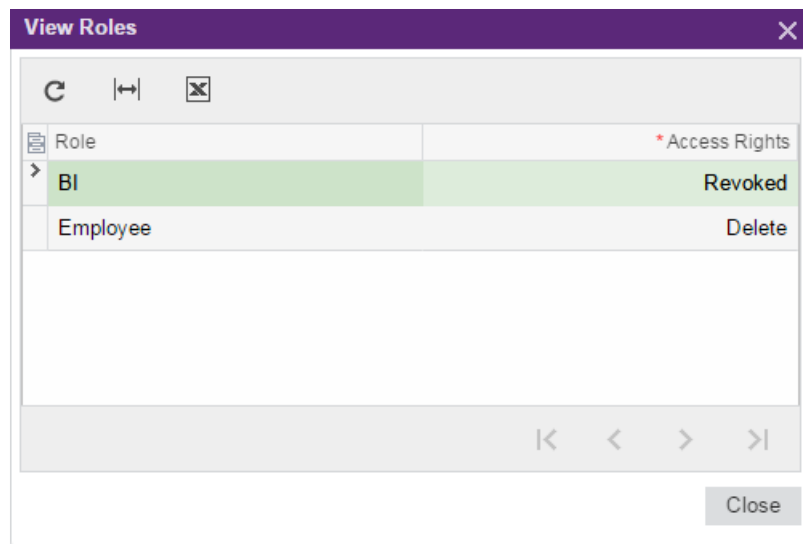 View Roles
Role * Access Rights
BI Revoked
Employee Delete
Close